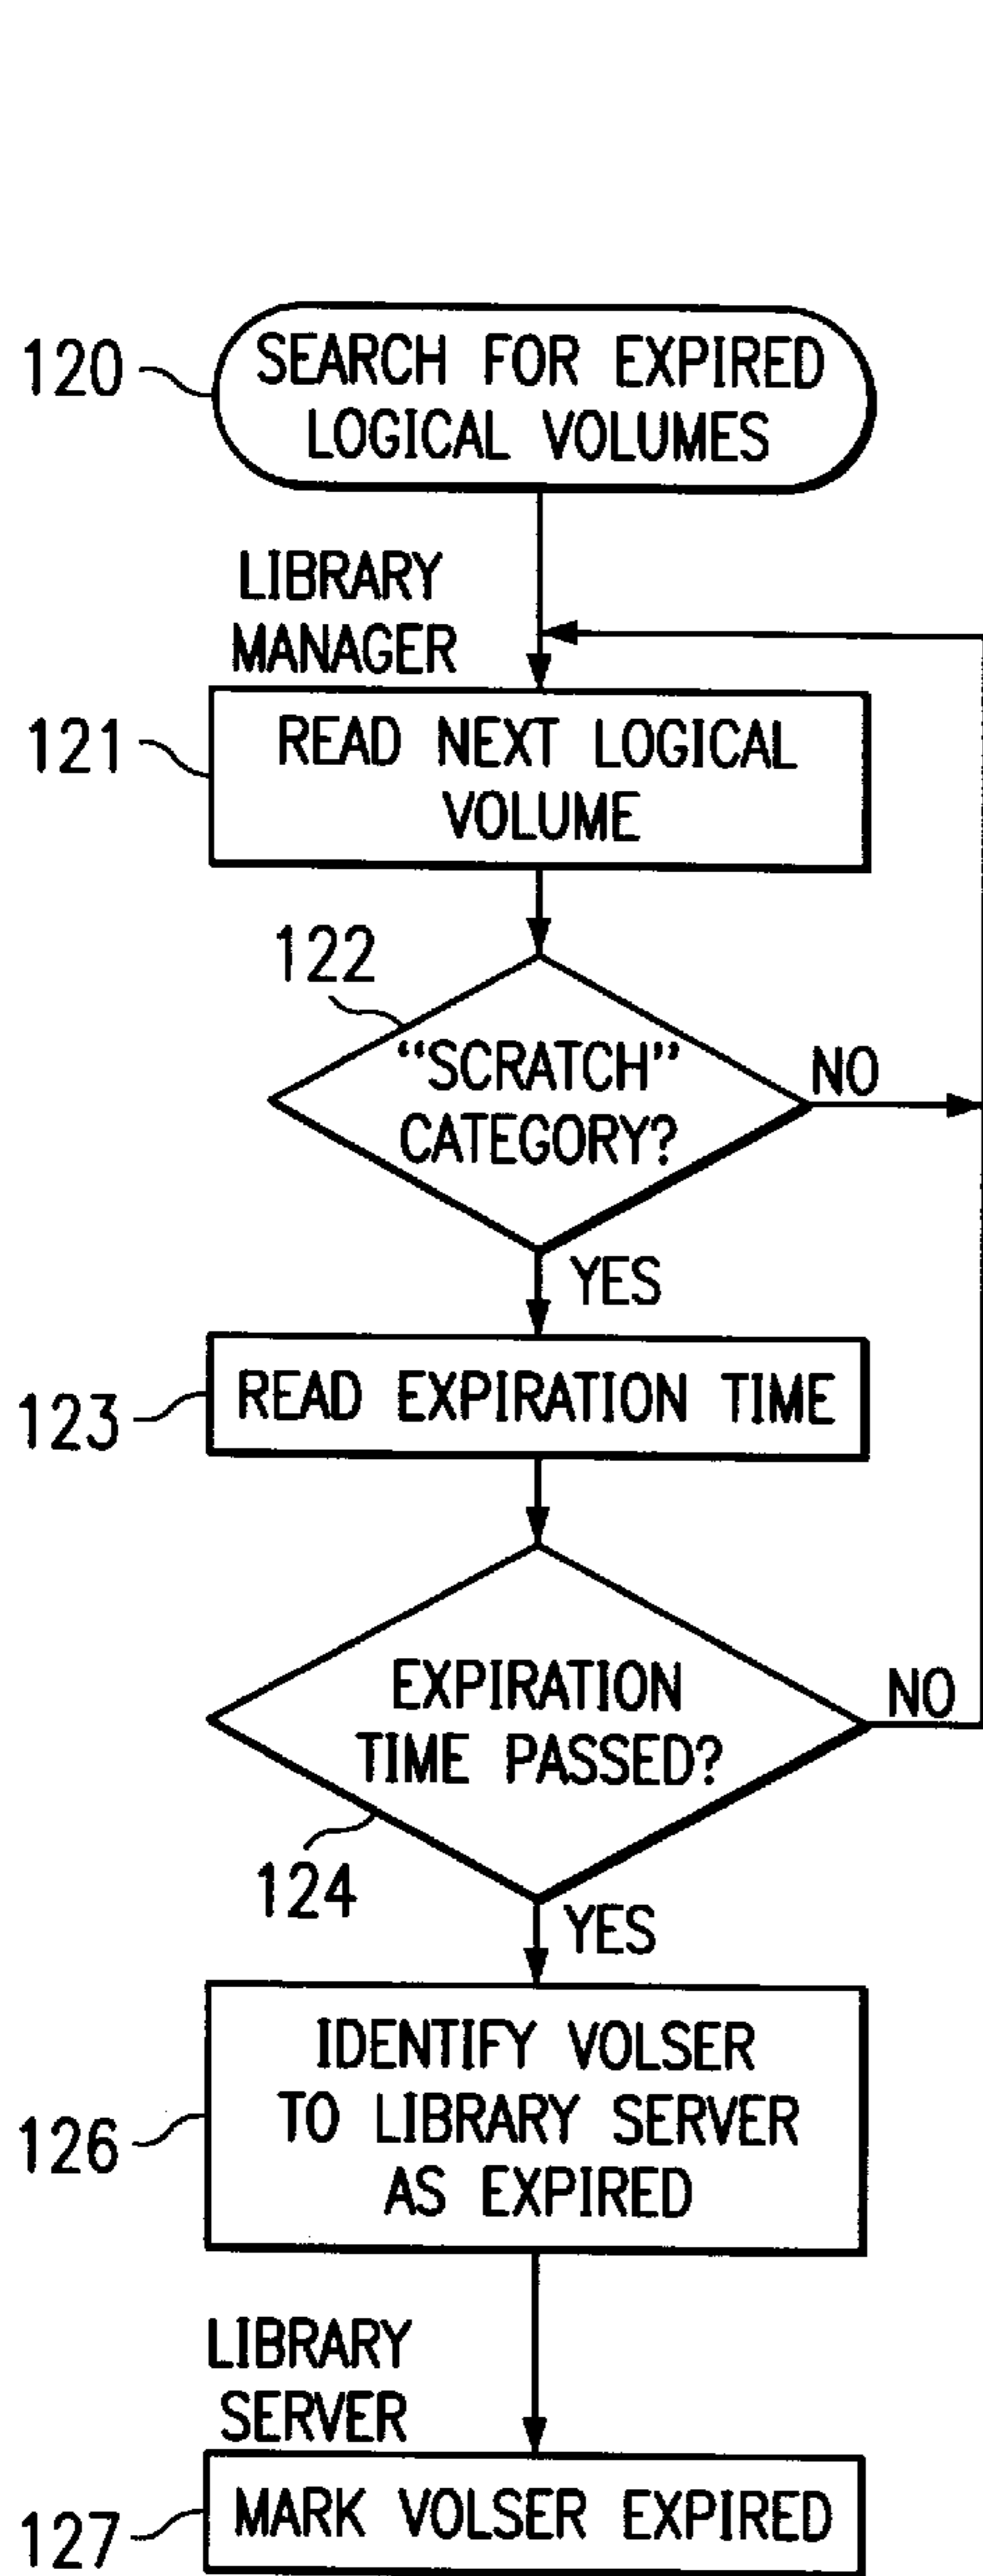 120
SEARCH FOR EXPIRED
LOGICAL VOLUMES
LIBRARY
MANAGER
121
READ NEXT LOGICAL
VOLUME
122
“SCRATCH”
CATEGORY?
NO
YES
123
READ EXPIRATION TIME
EXPIRATION
TIME PASSED?
NO
124
YES
126
IDENTIFY VOLSER
TO LIBRARY SERVER
AS EXPIRED
LIBRARY
SERVER
127
MARK VOLSER EXPIRED